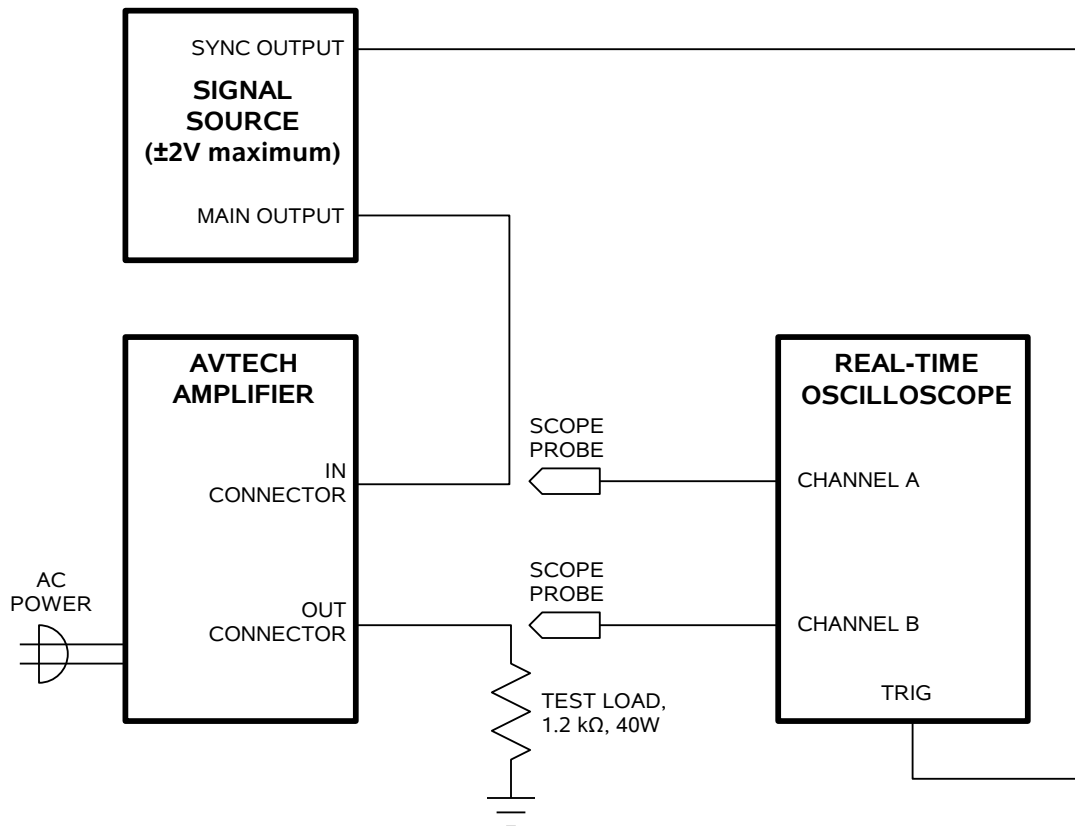 SYNC OUTPUT
SIGNAL
SOURCE
(±2V maximum)
MAIN OUTPUT
AVTECH
AMPLIFIER
IN
CONNECTOR
OUT
CONNECTOR
AC
POWER
SCOPE
PROBE
SCOPE
PROBE
TEST LOAD,
1.2 kΩ, 40W
REAL-TIME
OSCILLOSCOPE
CHANNEL A
CHANNEL B
TRIG